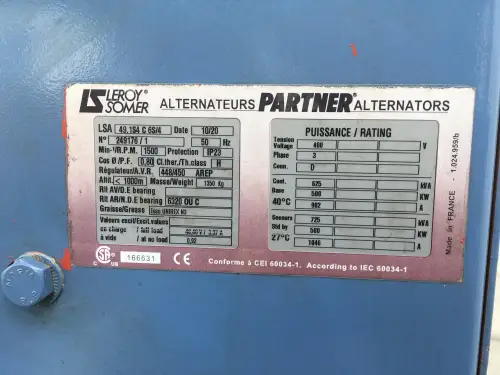 LEROY SOMER
ALTERNATEURS PARTNER ALTERNATORS
LSA 49.1S4 C 6S/4 Date 10/20
N° 249176 / 1 50 Hz
Min-¹/R.P.M. 1500 Protection IP23
Cos Ø./P.F. 0,80 Cl.ther./Th.class H
Régulateur/A.V.R. 448/450 AREP
Altit. < 1000m Masse/Weight 1350 Kg
Rlt AV/D.E bearing
Rlt AR/N.D.E bearing 6320 OU C
Graisse/Grease UNIREX N3
Valeurs excit/Excit.values
en charge / full load
à vide / at no load 0,92
166631
PUISSANCE / RATING
Tension Voltage 400 V
Phase 3
Conn. D
Cont. 625 kVA
Base 500 KW
40°C 902 A
Secours 725 kVA
Std by 580 KW
27°C 1046 A
Conforme à CEI 60034-1. According to IEC 60034-1
Made in FRANCE - 1.024.959/b